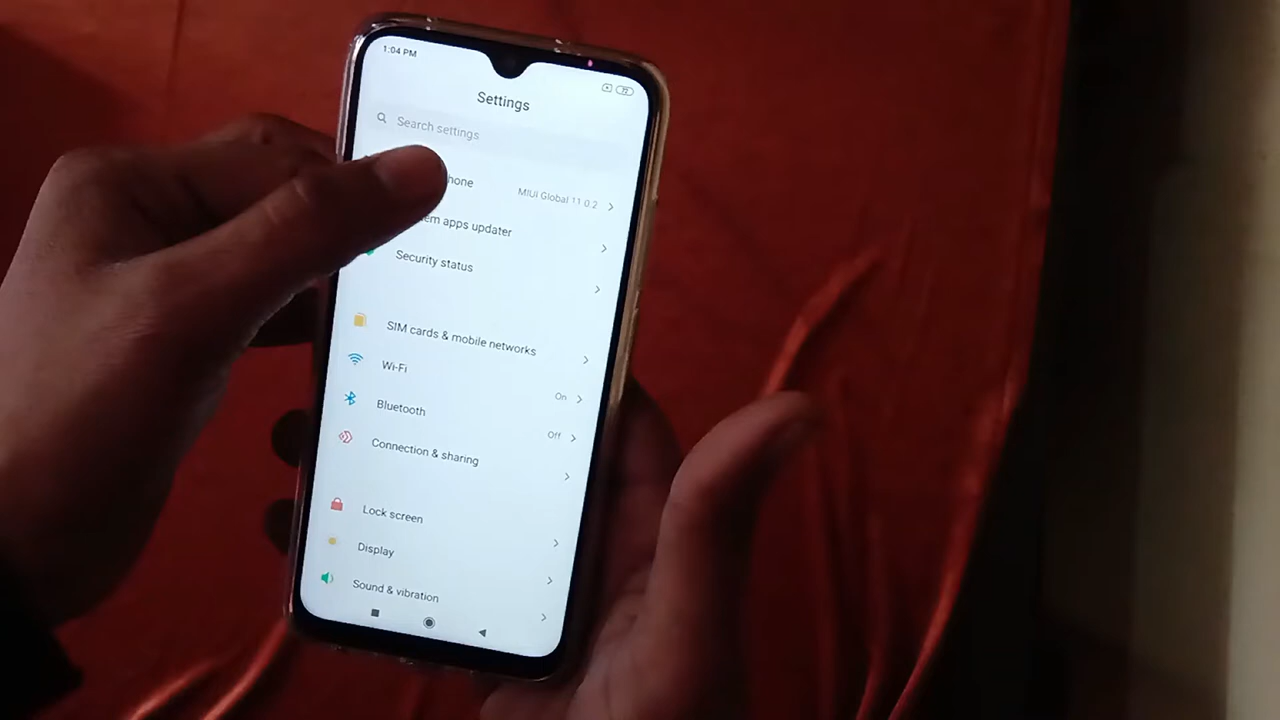 1:04 PM
72
Settings
Search settings
hone
MIUI Global 11.0.2
em apps updater
Security status
SIM cards & mobile networks
Wi-Fi
On
Bluetooth
Off
Connection & sharing
Lock screen
Display
Sound & vibration